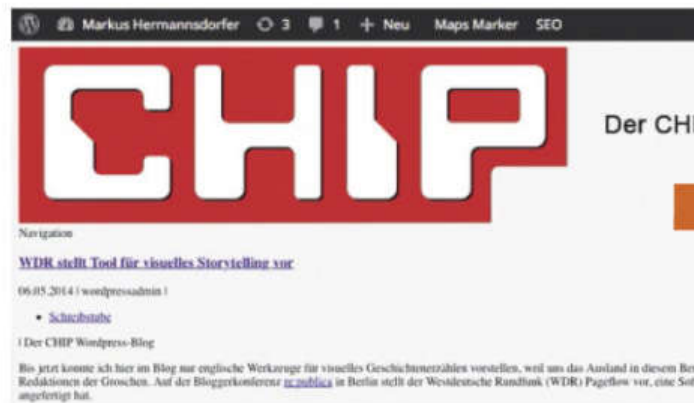 Markus Hermannsdorfer 3 1 + Neu Maps Marker SEO
CHIP
Der CHI
Navigation
WDR stellt Tool für visuelles Storytelling vor
06.05.2014 | wordpressadmin |
• Schreibstube
| Der CHIP Wordpress-Blog
Bis jetzt konnte ich hier im Blog nur englische Werkzeuge für visuelles Geschichtenerzählen vorstellen, weil uns das Ausland in diesem Ber
Redaktionen der Groschen. Auf der Bloggerkonferenz re:publica in Berlin stellt der Westdeutsche Rundfunk (WDR) Pageflow vor, eine Sof
angefertigt hat.